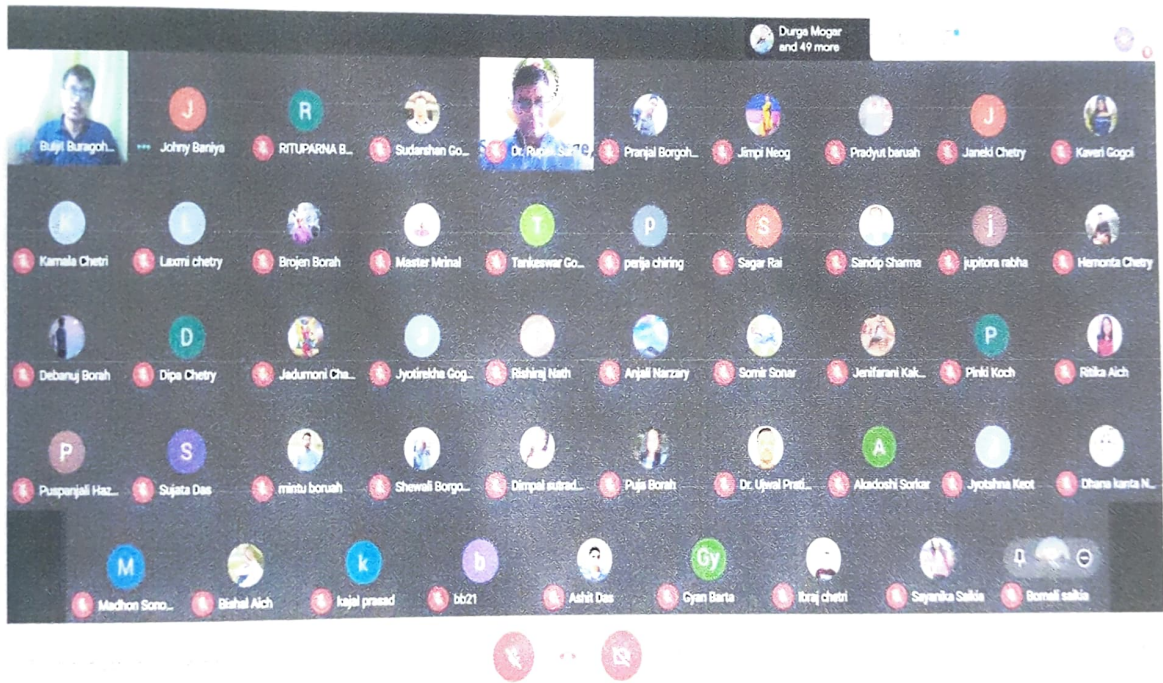 Durga Mogar
and 49 more
Buljit Buragoh...
J
Johny Baniya
R
RITUPARNA B...
Sudarshan Go...
Dr. Rupam
Pranjal Borgoh...
Jimpi Neog
Pradyut baruah
J
Janeki Chetry
Kaveri Gogoi
K
Kamala Chetri
L
Laxmi chetry
Brojen Borah
Master Mrinal
T
Tankeswar Go...
p
perija chiring
S
Sagar Rai
Sandip Sharma
j
jupitora rabha
Hemonta Chetry
Debanuj Borah
D
Dipa Chetry
Jadumoni Cha...
J
Jyotirekha Gog...
Rishiraj Nath
Anjali Narzary
Somir Sonar
Jenifarani Kak...
P
Pinki Koch
Ritika Aich
P
Puspanjali Haz...
S
Sujata Das
mintu boruah
Shewali Borgo...
Dimpal sutrad...
Puja Borah
Dr. Ujwal Prati...
A
Akadoshi Sorkar
J
Jyotshna Keot
Dhana kanta N...
M
Madhon Sono...
Bishal Aich
k
kajal prasad
b
bb21
Ashit Das
Gy
Gyan Barta
Ibraj chetri
Sayanika Saikia
Bornali saikia